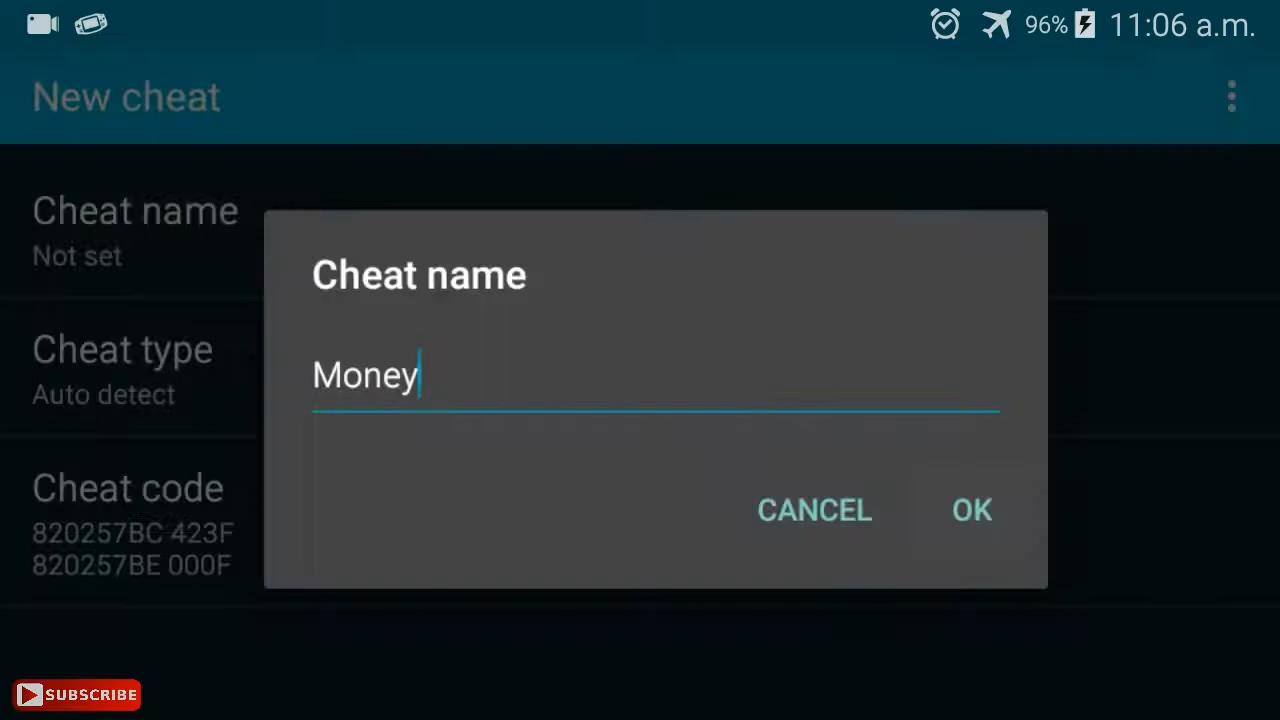 96% 11:06 a.m.
New cheat
Cheat name
Not set
Cheat type
Auto detect
Cheat code
820257BC 423F
820257BE 000F
Cheat name
Money
CANCEL OK
SUBSCRIBE